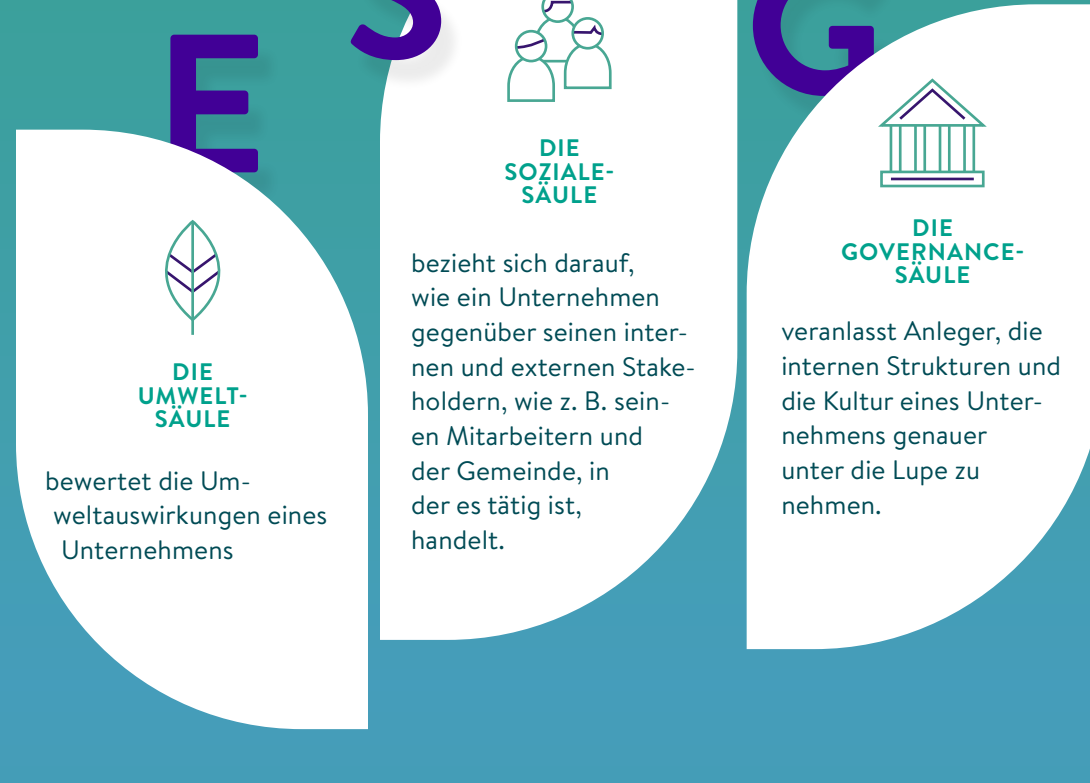 E
DIE
UMWELT-
SÄULE
bewertet die Um-
weltauswirkungen eines
Unternehmens
S
DIE
SOZIALE-
SÄULE
bezieht sich darauf,
wie ein Unternehmen
gegenüber seinen inter-
nen und externen Stake-
holdern, wie z. B. sein-
en Mitarbeitern und
der Gemeinde, in
der es tätig ist,
handelt.
G
DIE
GOVERNANCE-
SÄULE
veranlasst Anleger, die
internen Strukturen und
die Kultur eines Unter-
nehmens genauer
unter die Lupe zu
nehmen.